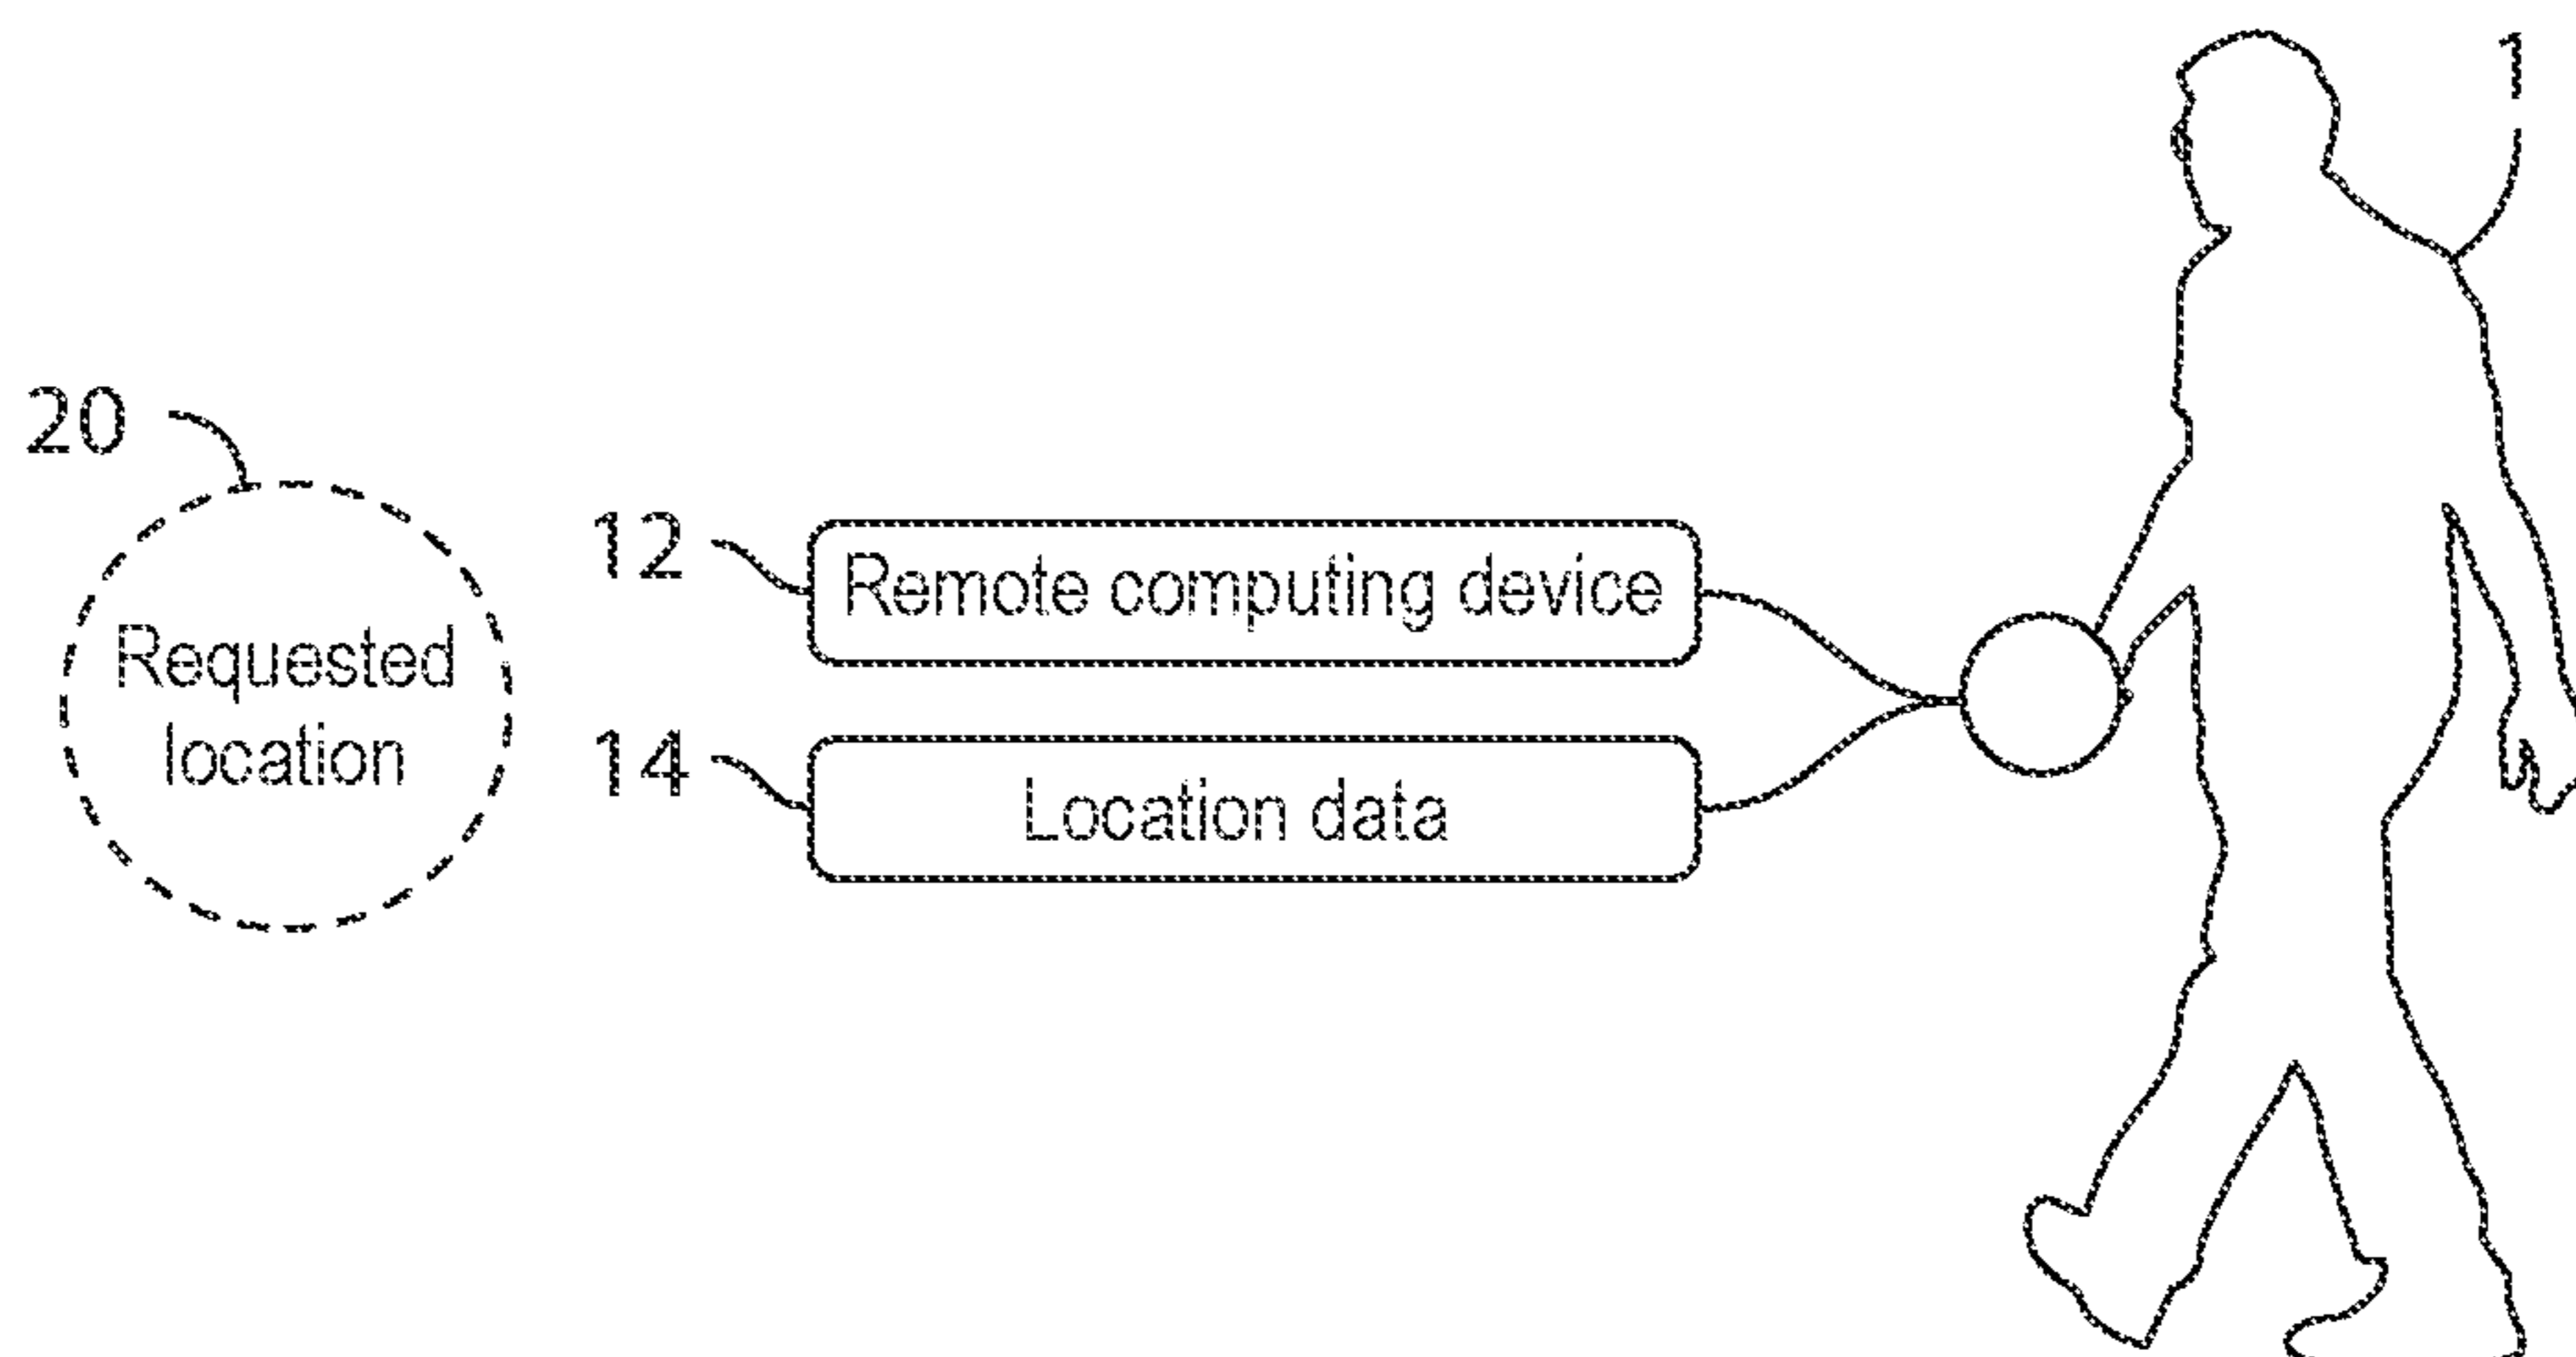 1
20
12
Remote computing device
Requested
location
14
Location data